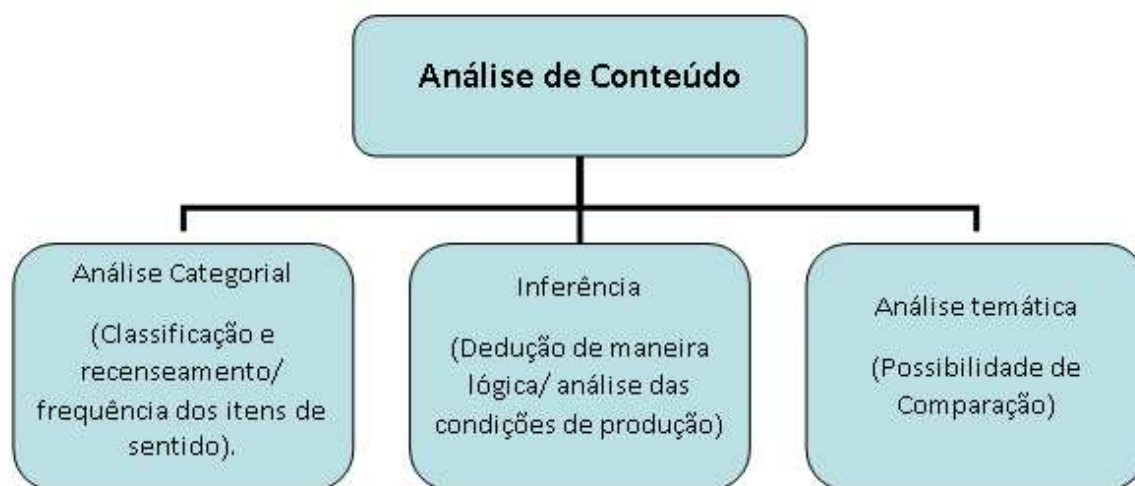 Análise de Conteúdo
Análise Categorial
(Classificação e
recenseamento/
frequência dos itens de
sentido).
Inferência
(Dedução de maneira
lógica/ análise das
condições de produção)
Análise temática
(Possibilidade de
Comparação)